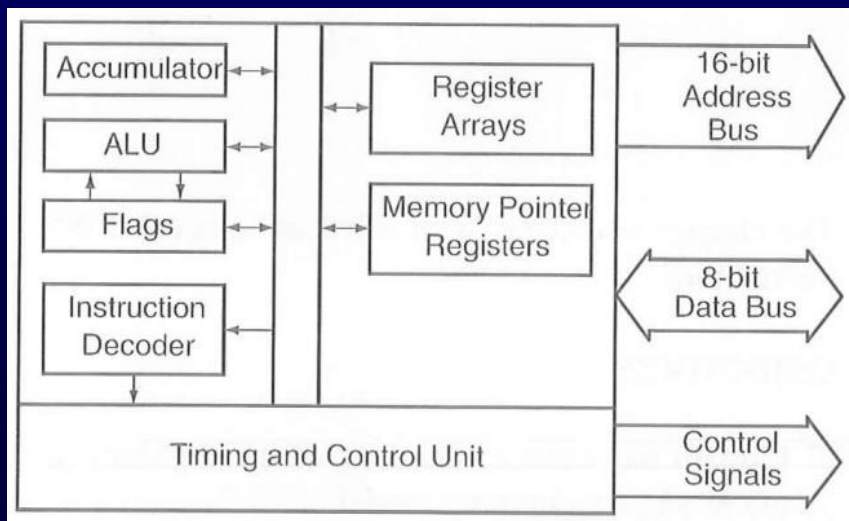 Accumulator
ALU
Flags
Instruction
Decoder
Register
Arrays
Memory Pointer
Registers
Timing and Control Unit
16-bit
Address
Bus
8-bit
Data Bus
Control
Signals